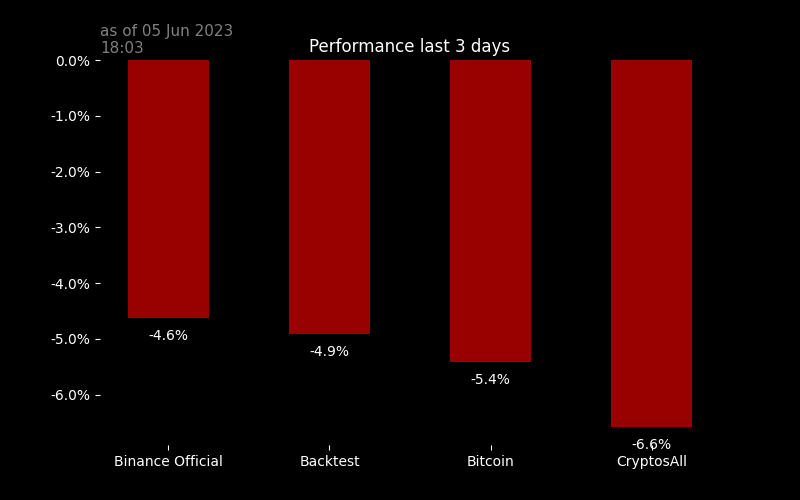 as of 05 Jun 2023
18:03
Performance last 3 days
0.0%
-1.0%
-2.0%
-3.0%
-4.0%
-5.0%
-6.0%
-4.6%
-4.9%
-5.4%
-6.6%
Binance Official
Backtest
Bitcoin
CryptosAll